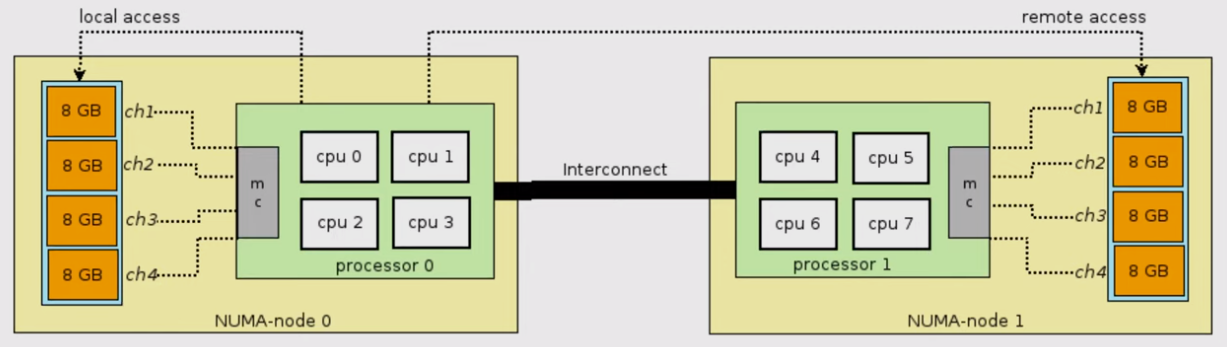 local access
remote access
8 GB
ch1
8 GB
ch2
8 GB
ch3
8 GB
ch4
m
c
cpu 0
cpu 1
cpu 2
cpu 3
processor 0
NUMA-node 0
Interconnect
cpu 4
cpu 5
cpu 6
cpu 7
processor 1
m
c
ch1
8 GB
ch2
8 GB
ch3
8 GB
ch4
8 GB
NUMA-node 1